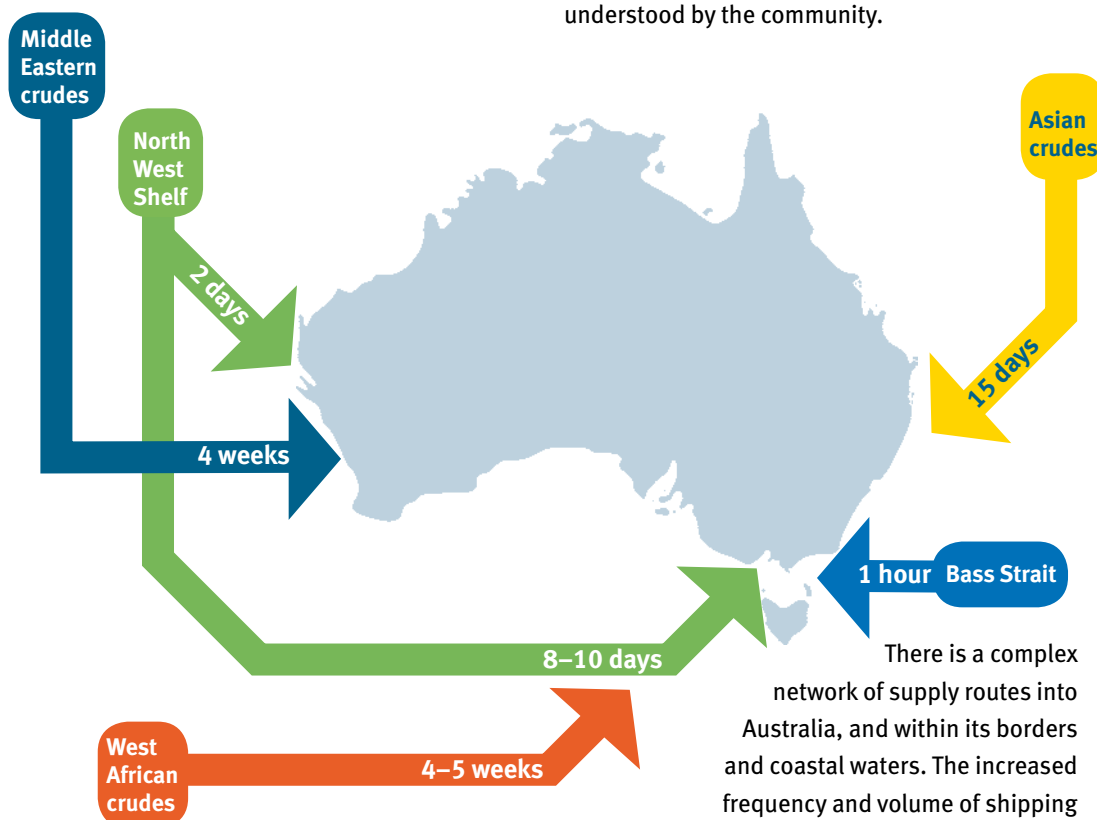 understood by the community.
Middle
Eastern
crudes
North
West
Shelf
Asian
crudes
2 days
15 days
4 weeks
1 hour
Bass Strait
8–10 days
West
African
crudes
4–5 weeks
There is a complex
network of supply routes into
Australia, and within its borders
and coastal waters. The increased
frequency and volume of shipping